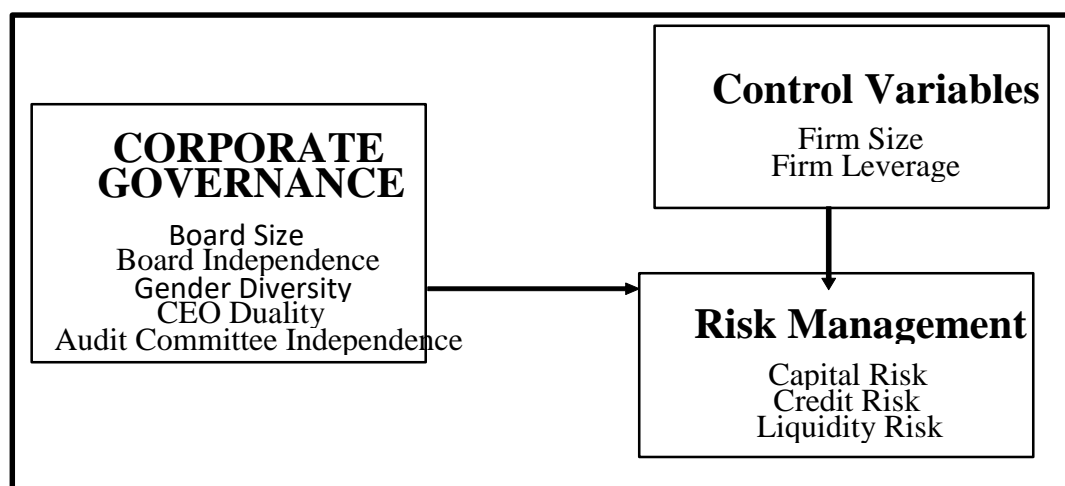 CORPORATE
GOVERNANCE
Board Size
Board Independence
Gender Diversity
CEO Duality
Audit Committee Independence
Control Variables
Firm Size
Firm Leverage
Risk Management
Capital Risk
Credit Risk
Liquidity Risk